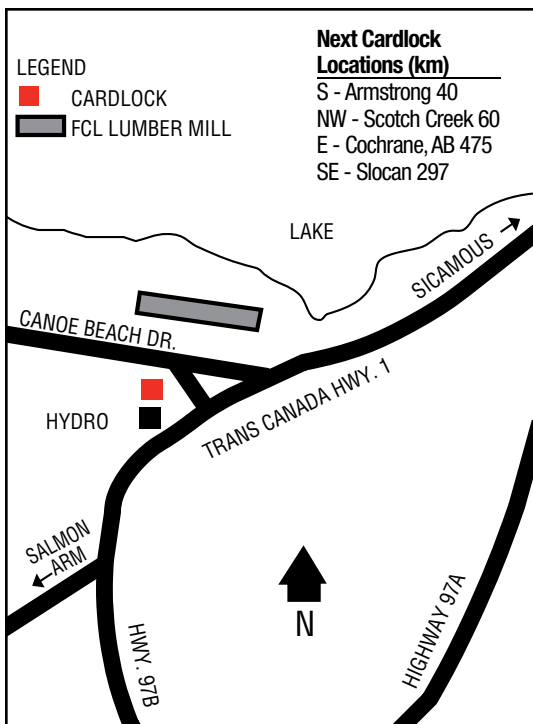 LEGEND
CARDLOCK
FCL LUMBER MILL
Next Cardlock
Locations (km)
S - Armstrong 40
NW - Scotch Creek 60
E - Cochrane, AB 475
SE - Slocan 297
LAKE
SICAMOUS
CANOE BEACH DR.
TRANS CANADA HWY. 1
HYDRO
SALMON
ARM
N
HWY. 97B
HIGHWAY 97A